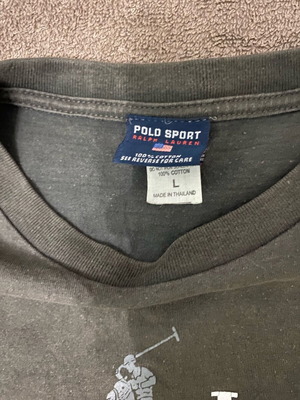 POLO SPORT
RALPH LAUREN
100% COTTON
SEE REVERSE FOR CARE
100% COTTON
L
MADE IN THAILAND